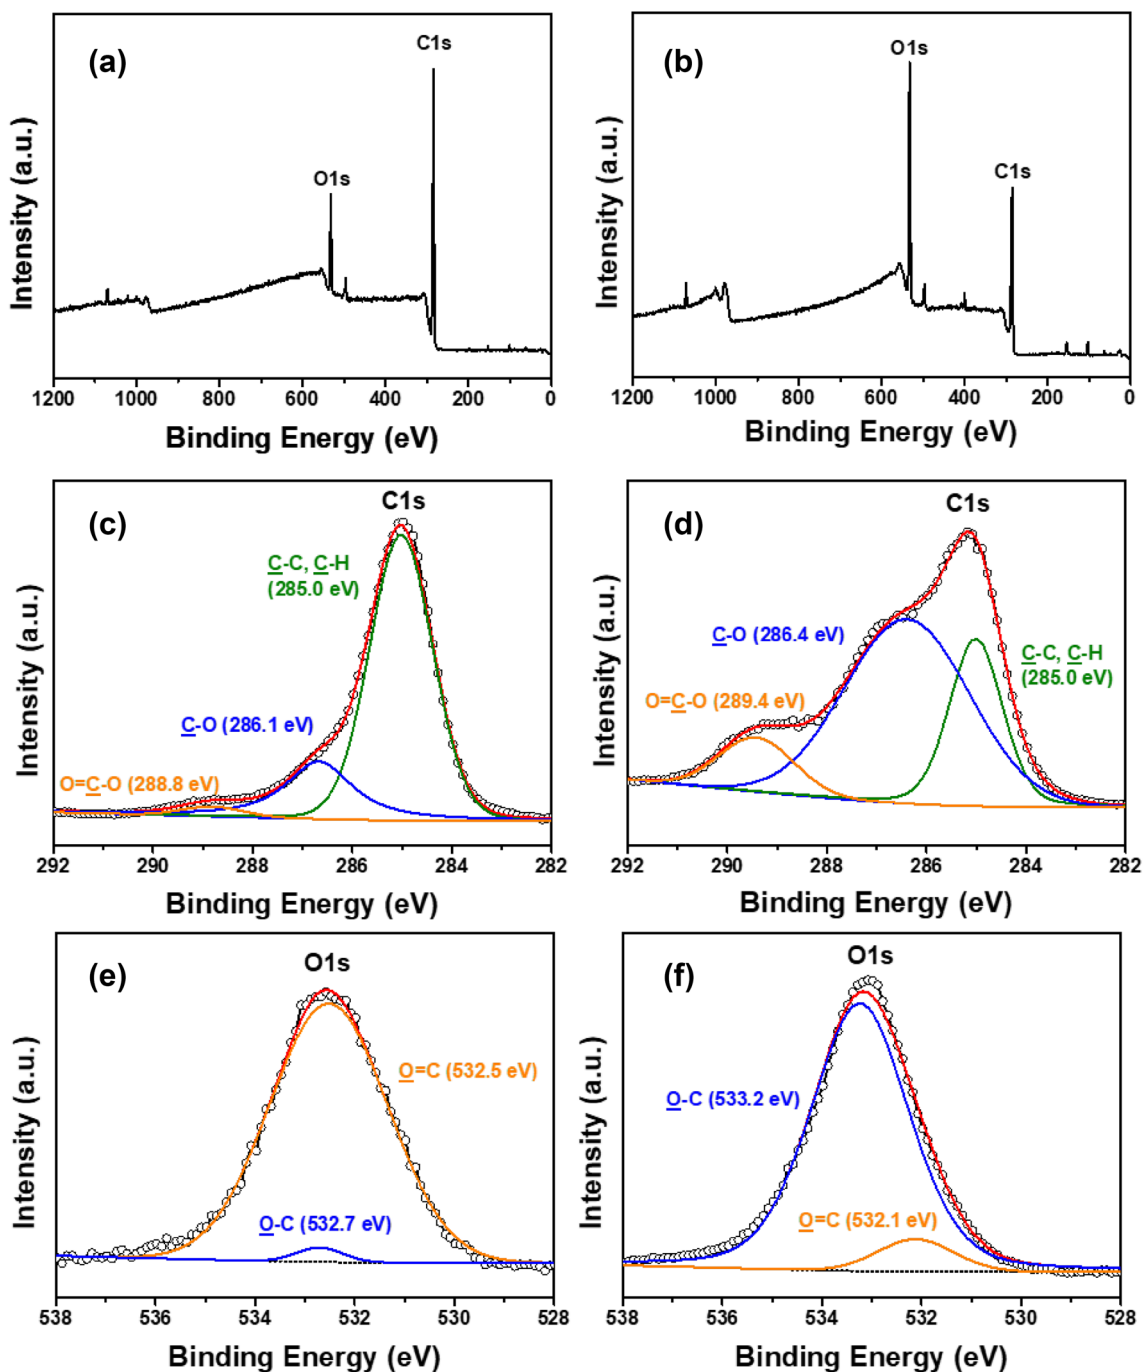 (a)
C1s
O1s
Intensity (a.u.)
1200 1000 800 600 400 200 0
Binding Energy (eV)
(b)
O1s
C1s
Intensity (a.u.)
1200 1000 800 600 400 200 0
Binding Energy (eV)
(c)
C1s
C-C, C-H
(285.0 eV)
C-O (286.1 eV)
O=C-O (288.8 eV)
Intensity (a.u.)
292 290 288 286 284 282
Binding Energy (eV)
(d)
C1s
C-O (286.4 eV)
C-C, C-H
(285.0 eV)
O=C-O (289.4 eV)
Intensity (a.u.)
292 290 288 286 284 282
Binding Energy (eV)
(e)
O1s
O=C (532.5 eV)
O-C (532.7 eV)
Intensity (a.u.)
538 536 534 532 530 528
Binding Energy (eV)
(f)
O1s
O-C (533.2 eV)
O=C (532.1 eV)
Intensity (a.u.)
538 536 534 532 530 528
Binding Energy (eV)